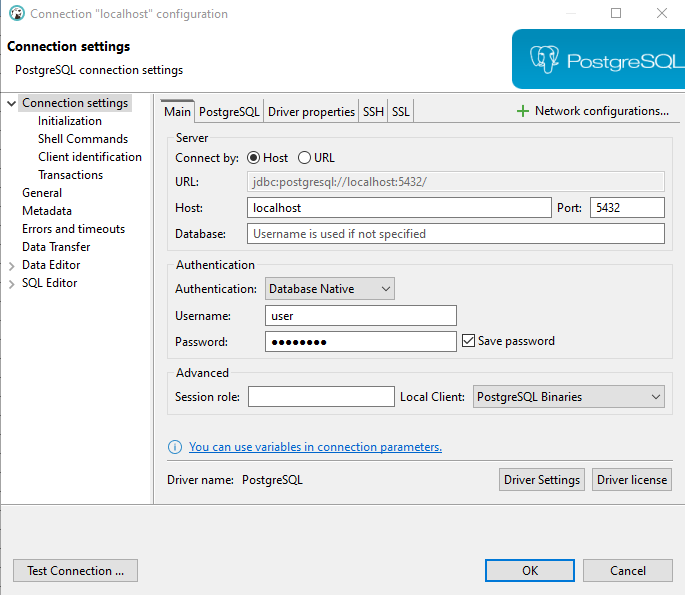 Connection "localhost" configuration
Connection settings
PostgreSQL connection settings
PostgreSQL
Connection settings
Initialization
Shell Commands
Client identification
Transactions
General
Metadata
Errors and timeouts
Data Transfer
Data Editor
SQL Editor
Main PostgreSQL Driver properties SSH SSL Network configurations...
Server
Connect by: Host URL
URL: jdbc:postgresql://localhost:5432/
Host: localhost Port: 5432
Database: Username is used if not specified
Authentication
Authentication: Database Native
Username: user
Password: ●●●●●●●● Save password
Advanced
Session role: Local Client: PostgreSQL Binaries
You can use variables in connection parameters.
Driver name: PostgreSQL Driver Settings Driver license
Test Connection ... OK Cancel